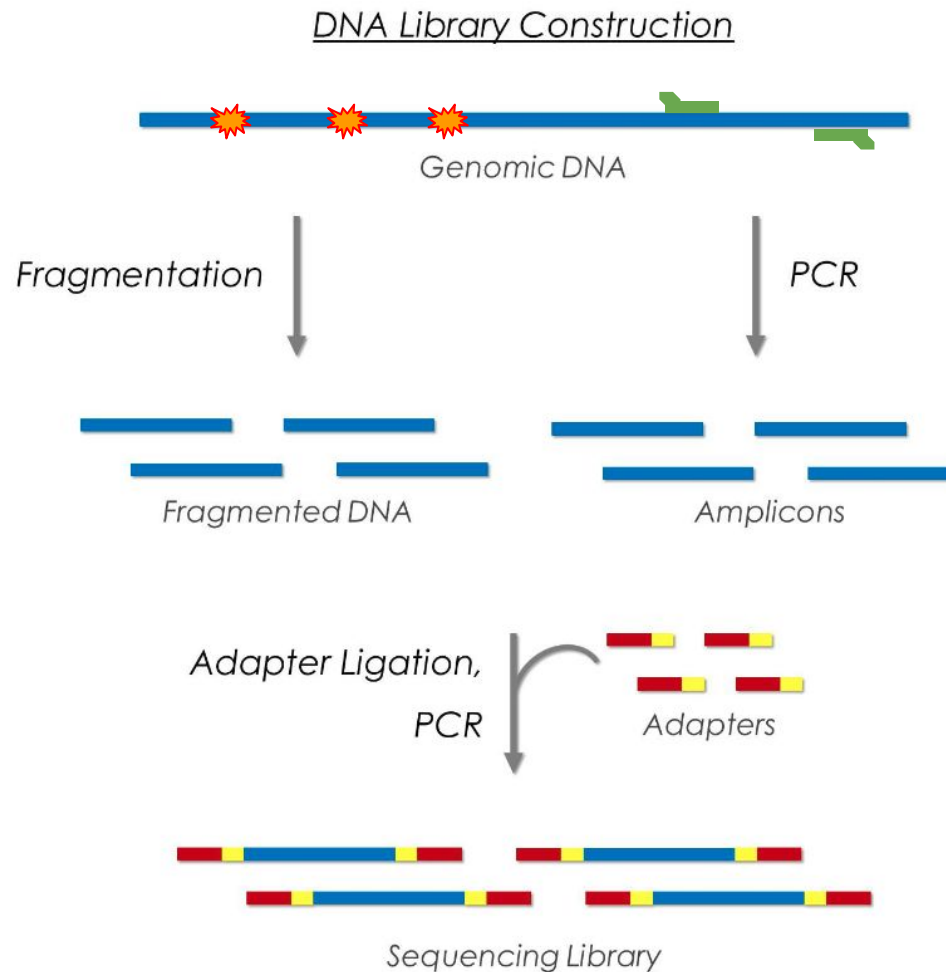 DNA Library Construction
Genomic DNA
Fragmentation
PCR
Fragmented DNA
Amplicons
Adapter Ligation,
PCR
Adapters
Sequencing Library